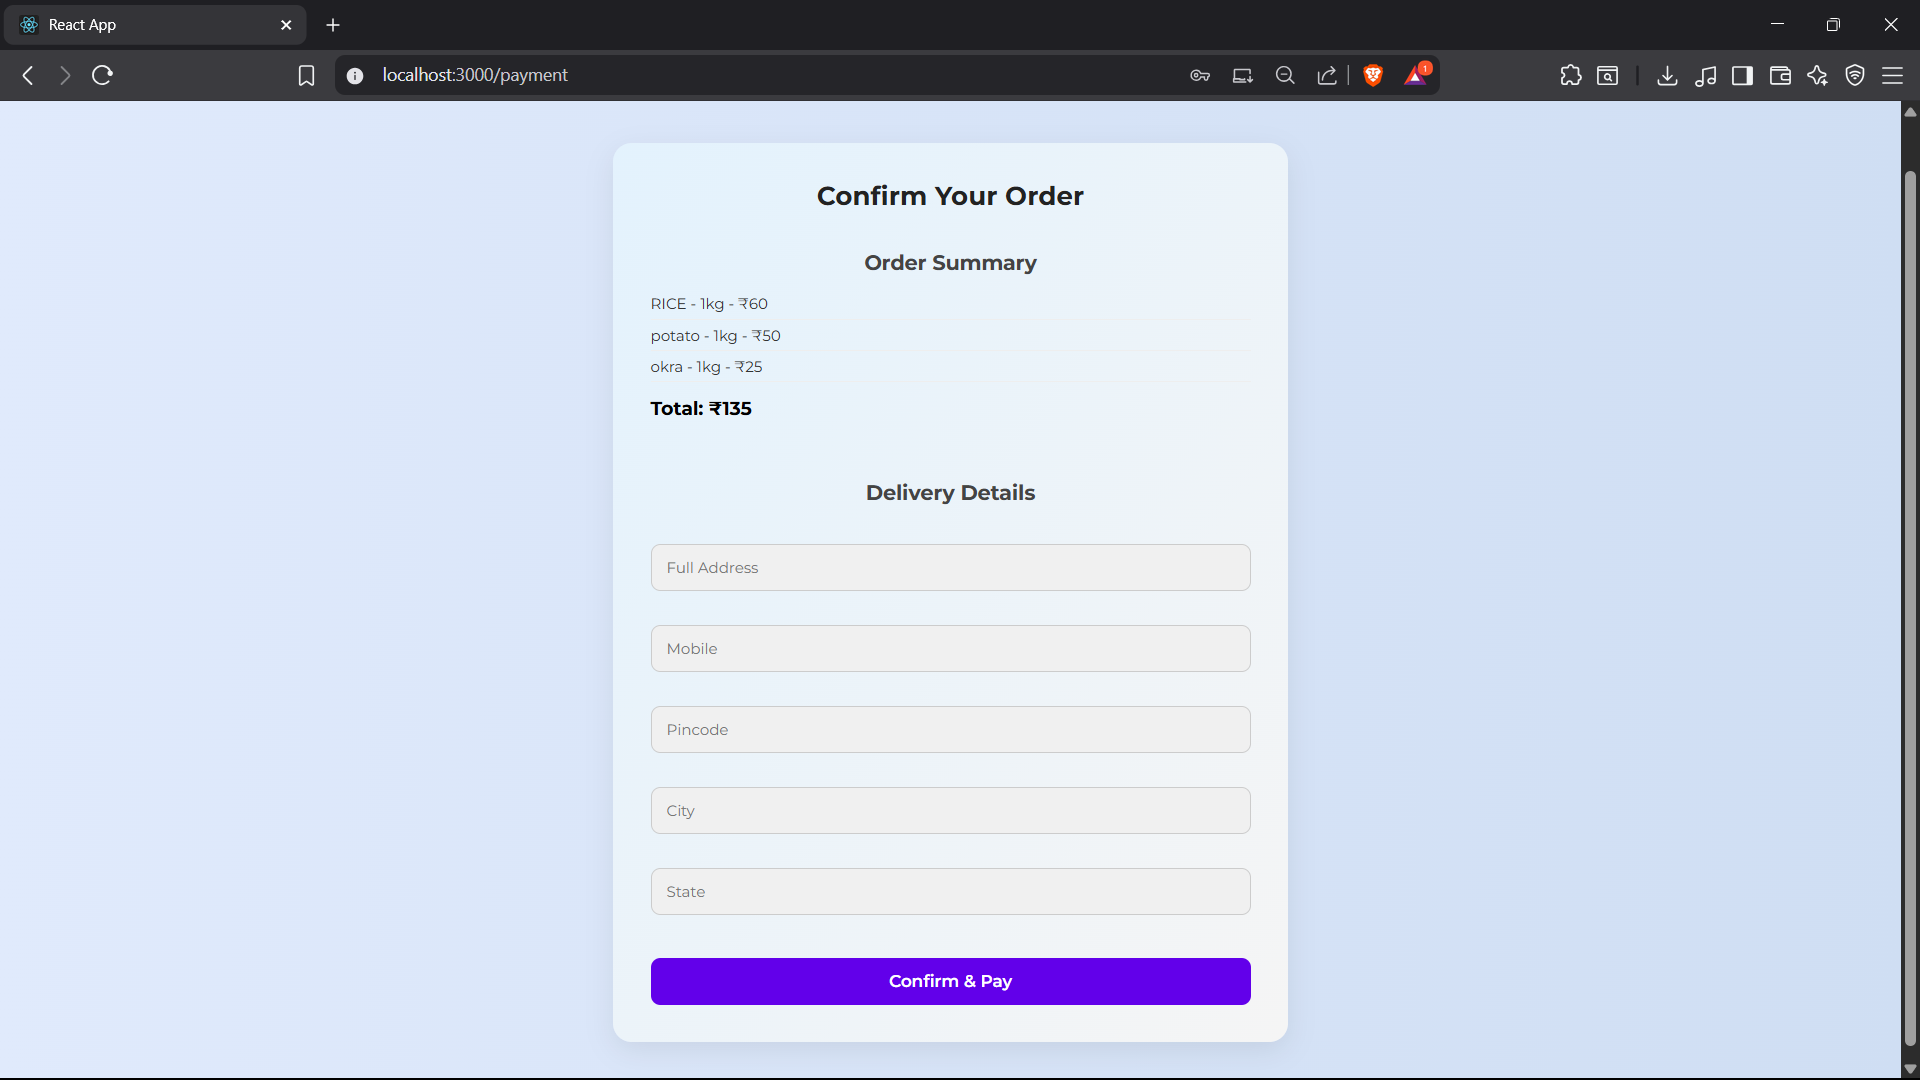 React App
localhost:3000/payment
1
Confirm Your Order
Order Summary
RICE - 1kg - ₹60
potato - 1kg - ₹50
okra - 1kg - ₹25
Total: ₹135
Delivery Details
Full Address
Mobile
Pincode
City
State
Confirm & Pay